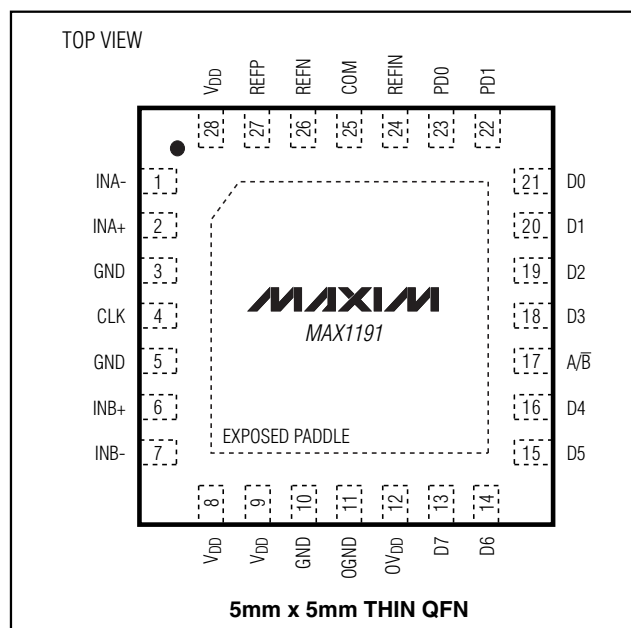 TOP VIEW
VDD
REFP
REFN
COM
REFIN
PD0
PD1
28
27
26
25
24
23
22
INA- 1
INA+ 2
GND 3
CLK 4
GND 5
INB+ 6
INB- 7
21 D0
20 D1
19 D2
18 D3
17 A/B̅
16 D4
15 D5
MAXIM
MAX1191
EXPOSED PADDLE
8
9
10
11
12
13
14
VDD
VDD
GND
OGND
OVDD
D7
D6
5mm x 5mm THIN QFN